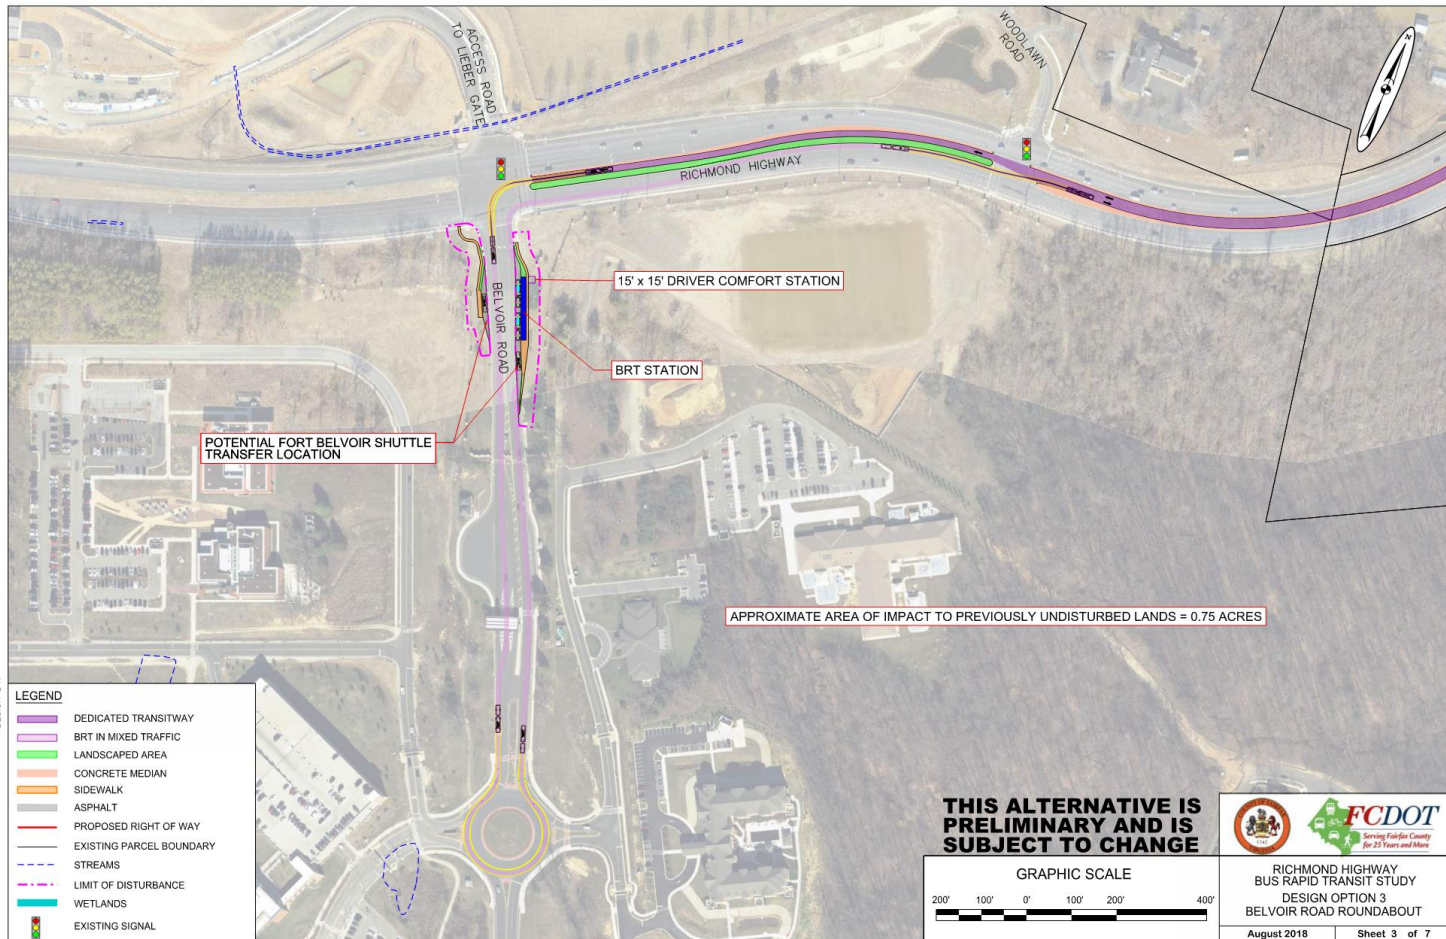 ACCESS ROAD
TO LIEBER GATE
WOODLAWN
ROAD
N
RICHMOND HIGHWAY
15' x 15' DRIVER COMFORT STATION
BELVOIR ROAD
BRT STATION
POTENTIAL FORT BELVOIR SHUTTLE
TRANSFER LOCATION
APPROXIMATE AREA OF IMPACT TO PREVIOUSLY UNDISTURBED LANDS = 0.75 ACRES
LEGEND
DEDICATED TRANSITWAY
BRT IN MIXED TRAFFIC
LANDSCAPED AREA
CONCRETE MEDIAN
SIDEWALK
ASPHALT
PROPOSED RIGHT OF WAY
EXISTING PARCEL BOUNDARY
STREAMS
LIMIT OF DISTURBANCE
WETLANDS
EXISTING SIGNAL
THIS ALTERNATIVE IS
PRELIMINARY AND IS
SUBJECT TO CHANGE
GRAPHIC SCALE
200' 100' 0' 100' 200' 400'
COUNTY OF FAIRFAX
VIRGINIA
1742
FCDOT
Serving Fairfax County
for 25 Years and More
RICHMOND HIGHWAY
BUS RAPID TRANSIT STUDY
DESIGN OPTION 3
BELVOIR ROAD ROUNDABOUT
August 2018
Sheet 3 of 7